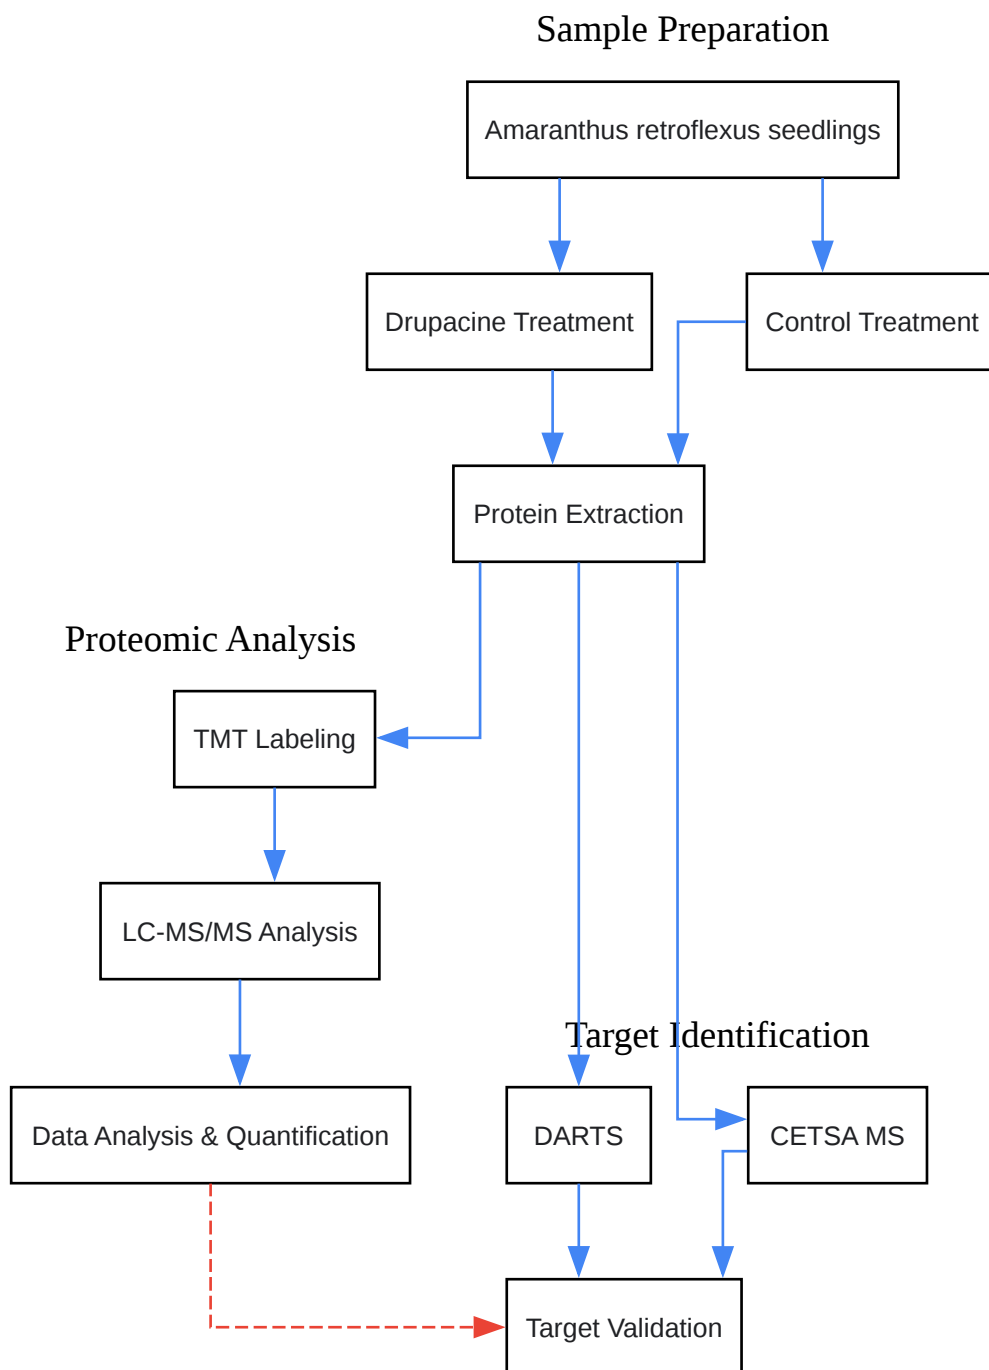 Sample Preparation
Amaranthus retroflexus seedlings
Drupacine Treatment
Control Treatment
Protein Extraction
Proteomic Analysis
TMT Labeling
LC-MS/MS Analysis
Target Identification
Data Analysis & Quantification
DARTS
CETSA MS
Target Validation